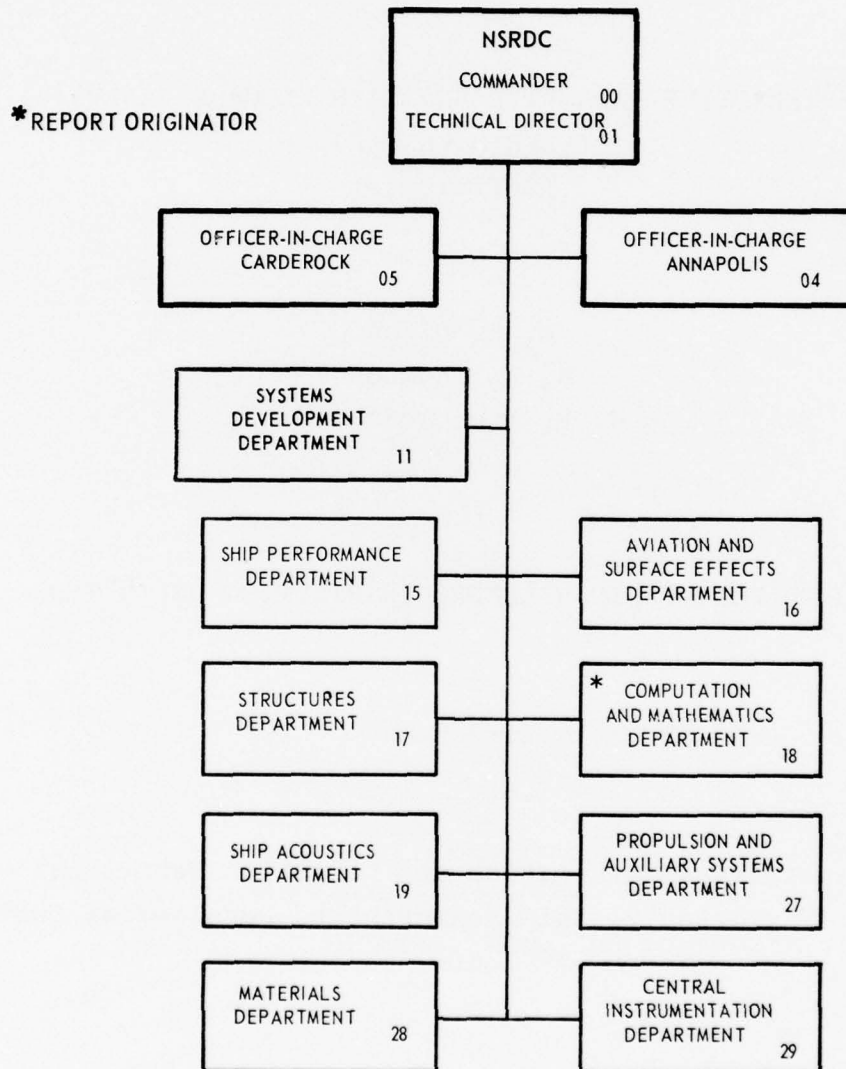 NSRDC
COMMANDER
00
TECHNICAL DIRECTOR
01
*REPORT ORIGINATOR
OFFICER-IN-CHARGE
CARDEROCK
05
OFFICER-IN-CHARGE
ANNAPOLIS
04
SYSTEMS
DEVELOPMENT
DEPARTMENT
11
SHIP PERFORMANCE
DEPARTMENT
15
AVIATION AND
SURFACE EFFECTS
DEPARTMENT
16
STRUCTURES
DEPARTMENT
17
* COMPUTATION
AND MATHEMATICS
DEPARTMENT
18
SHIP ACOUSTICS
DEPARTMENT
19
PROPULSION AND
AUXILIARY SYSTEMS
DEPARTMENT
27
MATERIALS
DEPARTMENT
28
CENTRAL
INSTRUMENTATION
DEPARTMENT
29